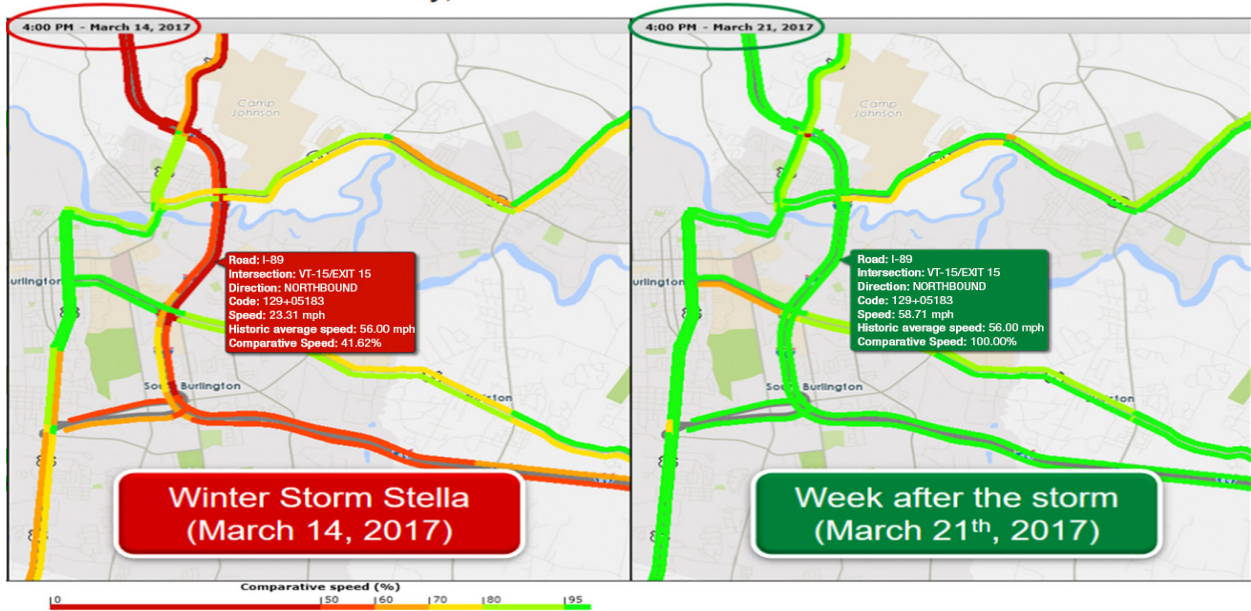 4:00 PM - March 14, 2017
4:00 PM - March 21, 2017
Camp
Johnson
Camp
Johnson
Road: I-89
Intersection: VT-15/EXIT 15
Direction: NORTHBOUND
Code: 129+05183
Speed: 23.31 mph
Historic average speed: 56.00 mph
Comparative Speed: 41.62%
Road: I-89
Intersection: VT-15/EXIT 15
Direction: NORTHBOUND
Code: 129+05183
Speed: 58.71 mph
Historic average speed: 56.00 mph
Comparative Speed: 100.00%
urlington
urlington
South Burlington
South Burlington
Winter Storm Stella
(March 14, 2017)
Week after the storm
(March 21th, 2017)
Comparative speed (%)
0 50 60 70 80 95